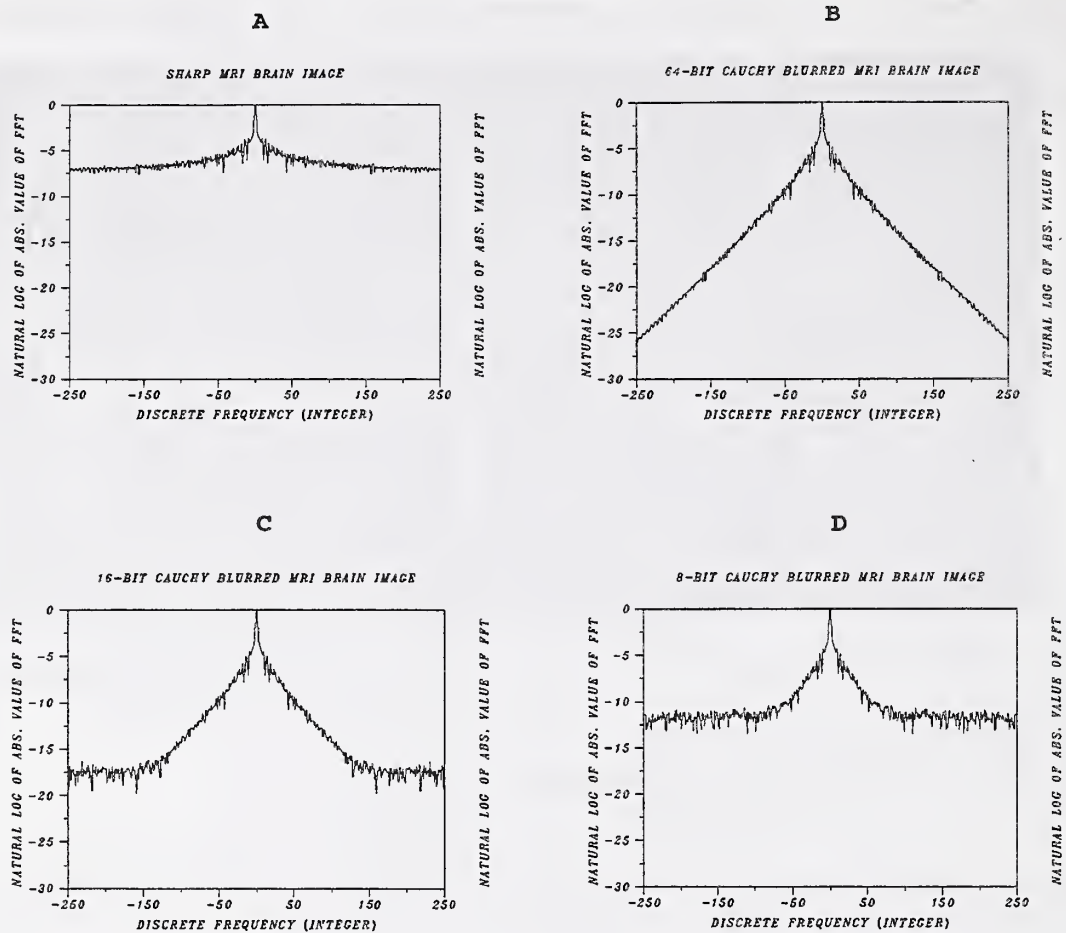 A
SHARP MRI BRAIN IMAGE
NATURAL LOG OF ABS. VALUE OF FFT
0
-5
-10
-15
-20
-25
-30
-250
-150
-50
50
150
250
DISCRETE FREQUENCY (INTEGER)
NATURAL LOG OF ABS. VALUE OF FFT
B
64-BIT CAUCHY BLURRED MRI BRAIN IMAGE
NATURAL LOG OF ABS. VALUE OF FFT
0
-5
-10
-15
-20
-25
-30
-250
-150
-50
50
150
250
DISCRETE FREQUENCY (INTEGER)
NATURAL LOG OF ABS. VALUE OF FFT
C
16-BIT CAUCHY BLURRED MRI BRAIN IMAGE
NATURAL LOG OF ABS. VALUE OF FFT
0
-5
-10
-15
-20
-25
-30
-250
-150
-50
50
150
250
DISCRETE FREQUENCY (INTEGER)
NATURAL LOG OF ABS. VALUE OF FFT
D
8-BIT CAUCHY BLURRED MRI BRAIN IMAGE
NATURAL LOG OF ABS. VALUE OF FFT
0
-5
-10
-15
-20
-25
-30
-250
-150
-50
50
150
250
DISCRETE FREQUENCY (INTEGER)
NATURAL LOG OF ABS. VALUE OF FFT